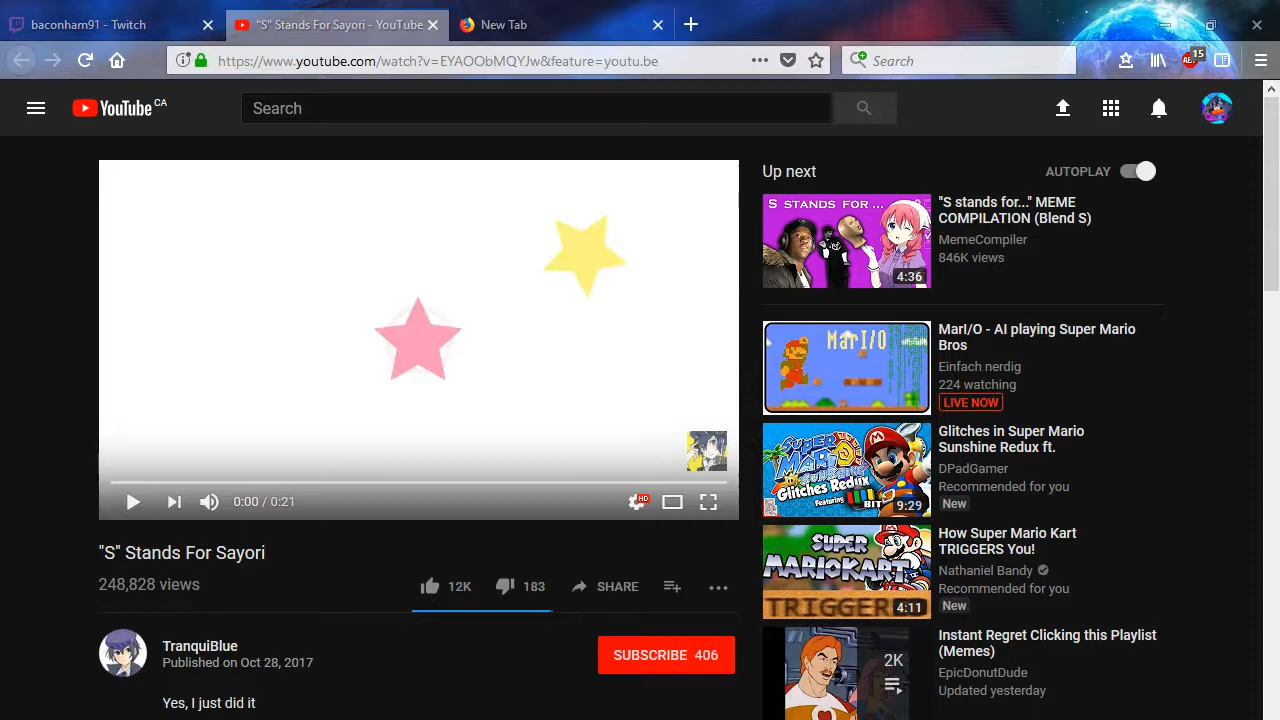 baconham91 - Twitch
"S" Stands For Sayori - YouTube
New Tab
https://www.youtube.com/watch?v=EYAOObMQYJw&feature=youtu.be
Search
15
YouTube CA
Search
Up next
AUTOPLAY
S STANDS FOR ...
4:36
"S stands for..." MEME
COMPILATION (Blend S)
MemeCompiler
846K views
MarI/O
MarI/O - AI playing Super Mario
Bros
Einfach nerdig
224 watching
LIVE NOW
SUPER
MARIO
SUNSHINE
Glitches Redux
Featuring
BIT
9:29
Glitches in Super Mario
Sunshine Redux ft.
DPadGamer
Recommended for you
New
SUPER
MARIOKART
TRIGGER
4:11
How Super Mario Kart
TRIGGERS You!
Nathaniel Bandy
Recommended for you
New
2K
Instant Regret Clicking this Playlist
(Memes)
EpicDonutDude
Updated yesterday
0:00 / 0:21
HD
"S" Stands For Sayori
248,828 views
12K
183
SHARE
TranquiBlue
Published on Oct 28, 2017
SUBSCRIBE 406
Yes, I just did it